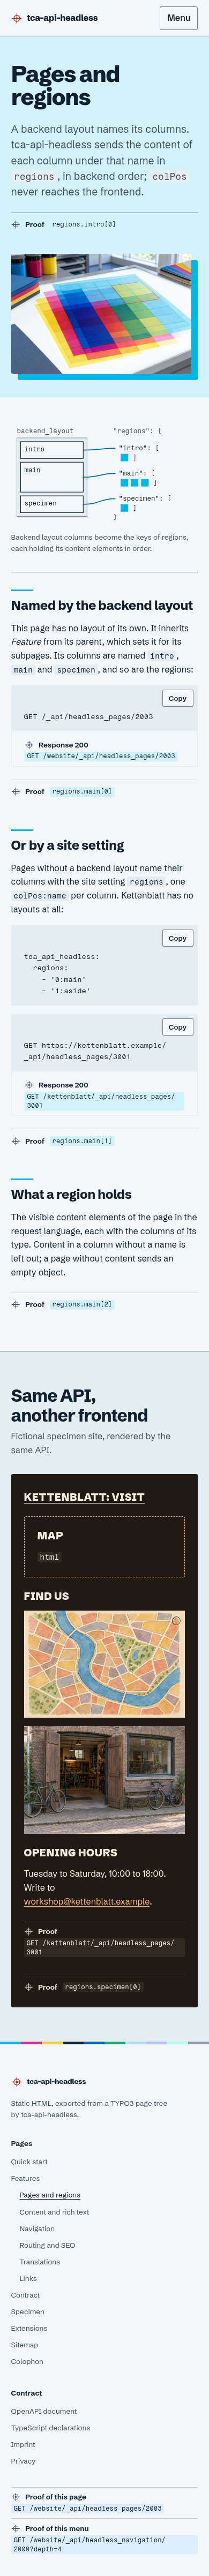 tca-api-headless
Menu
Pages and
regions
A backend layout names its columns.
tca-api-headless sends the content of
each column under that name in
regions, in backend order; colPos
never reaches the frontend.
Proof regions.intro[0]
backend_layout
"regions": {
intro
"intro": [
]
main
"main": [
]
specimen
"specimen": [
]
}
Backend layout columns become the keys of regions,
each holding its content elements in order.
Named by the backend layout
This page has no layout of its own. It inherits
Feature from its parent, which sets it for its
subpages. Its columns are named intro,
main and specimen, and so are the regions:
Copy
GET /_api/headless_pages/2003
Response 200
GET /website/_api/headless_pages/2003
Proof regions.main[0]
Or by a site setting
Pages without a backend layout name their
columns with the site setting regions, one
colPos:name per column. Kettenblatt has no
layouts at all:
Copy
tca_api_headless:
regions:
- '0:main'
- '1:aside'
Copy
GET https://kettenblatt.example/
_api/headless_pages/3001
Response 200
GET /kettenblatt/_api/headless_pages/
3001
Proof regions.main[1]
What a region holds
The visible content elements of the page in the
request language, each with the columns of its
type. Content in a column without a name is
left out; a page without content sends an
empty object.
Proof regions.main[2]
Same API,
another frontend
Fictional specimen site, rendered by the
same API.
KETTENBLATT: VISIT
MAP
html
FIND US
OPENING HOURS
Tuesday to Saturday, 10:00 to 18:00.
Write to
workshop@kettenblatt.example.
Proof
GET /kettenblatt/_api/headless_pages/
3001
Proof regions.specimen[0]
tca-api-headless
Static HTML, exported from a TYPO3 page tree
by tca-api-headless.
Pages
Quick start
Features
Pages and regions
Content and rich text
Navigation
Routing and SEO
Translations
Links
Contract
Specimen
Extensions
Sitemap
Colophon
Contract
OpenAPI document
TypeScript declarations
Imprint
Privacy
Proof of this page
GET /website/_api/headless_pages/2003
Proof of this menu
GET /website/_api/headless_navigation/
2000?depth=4